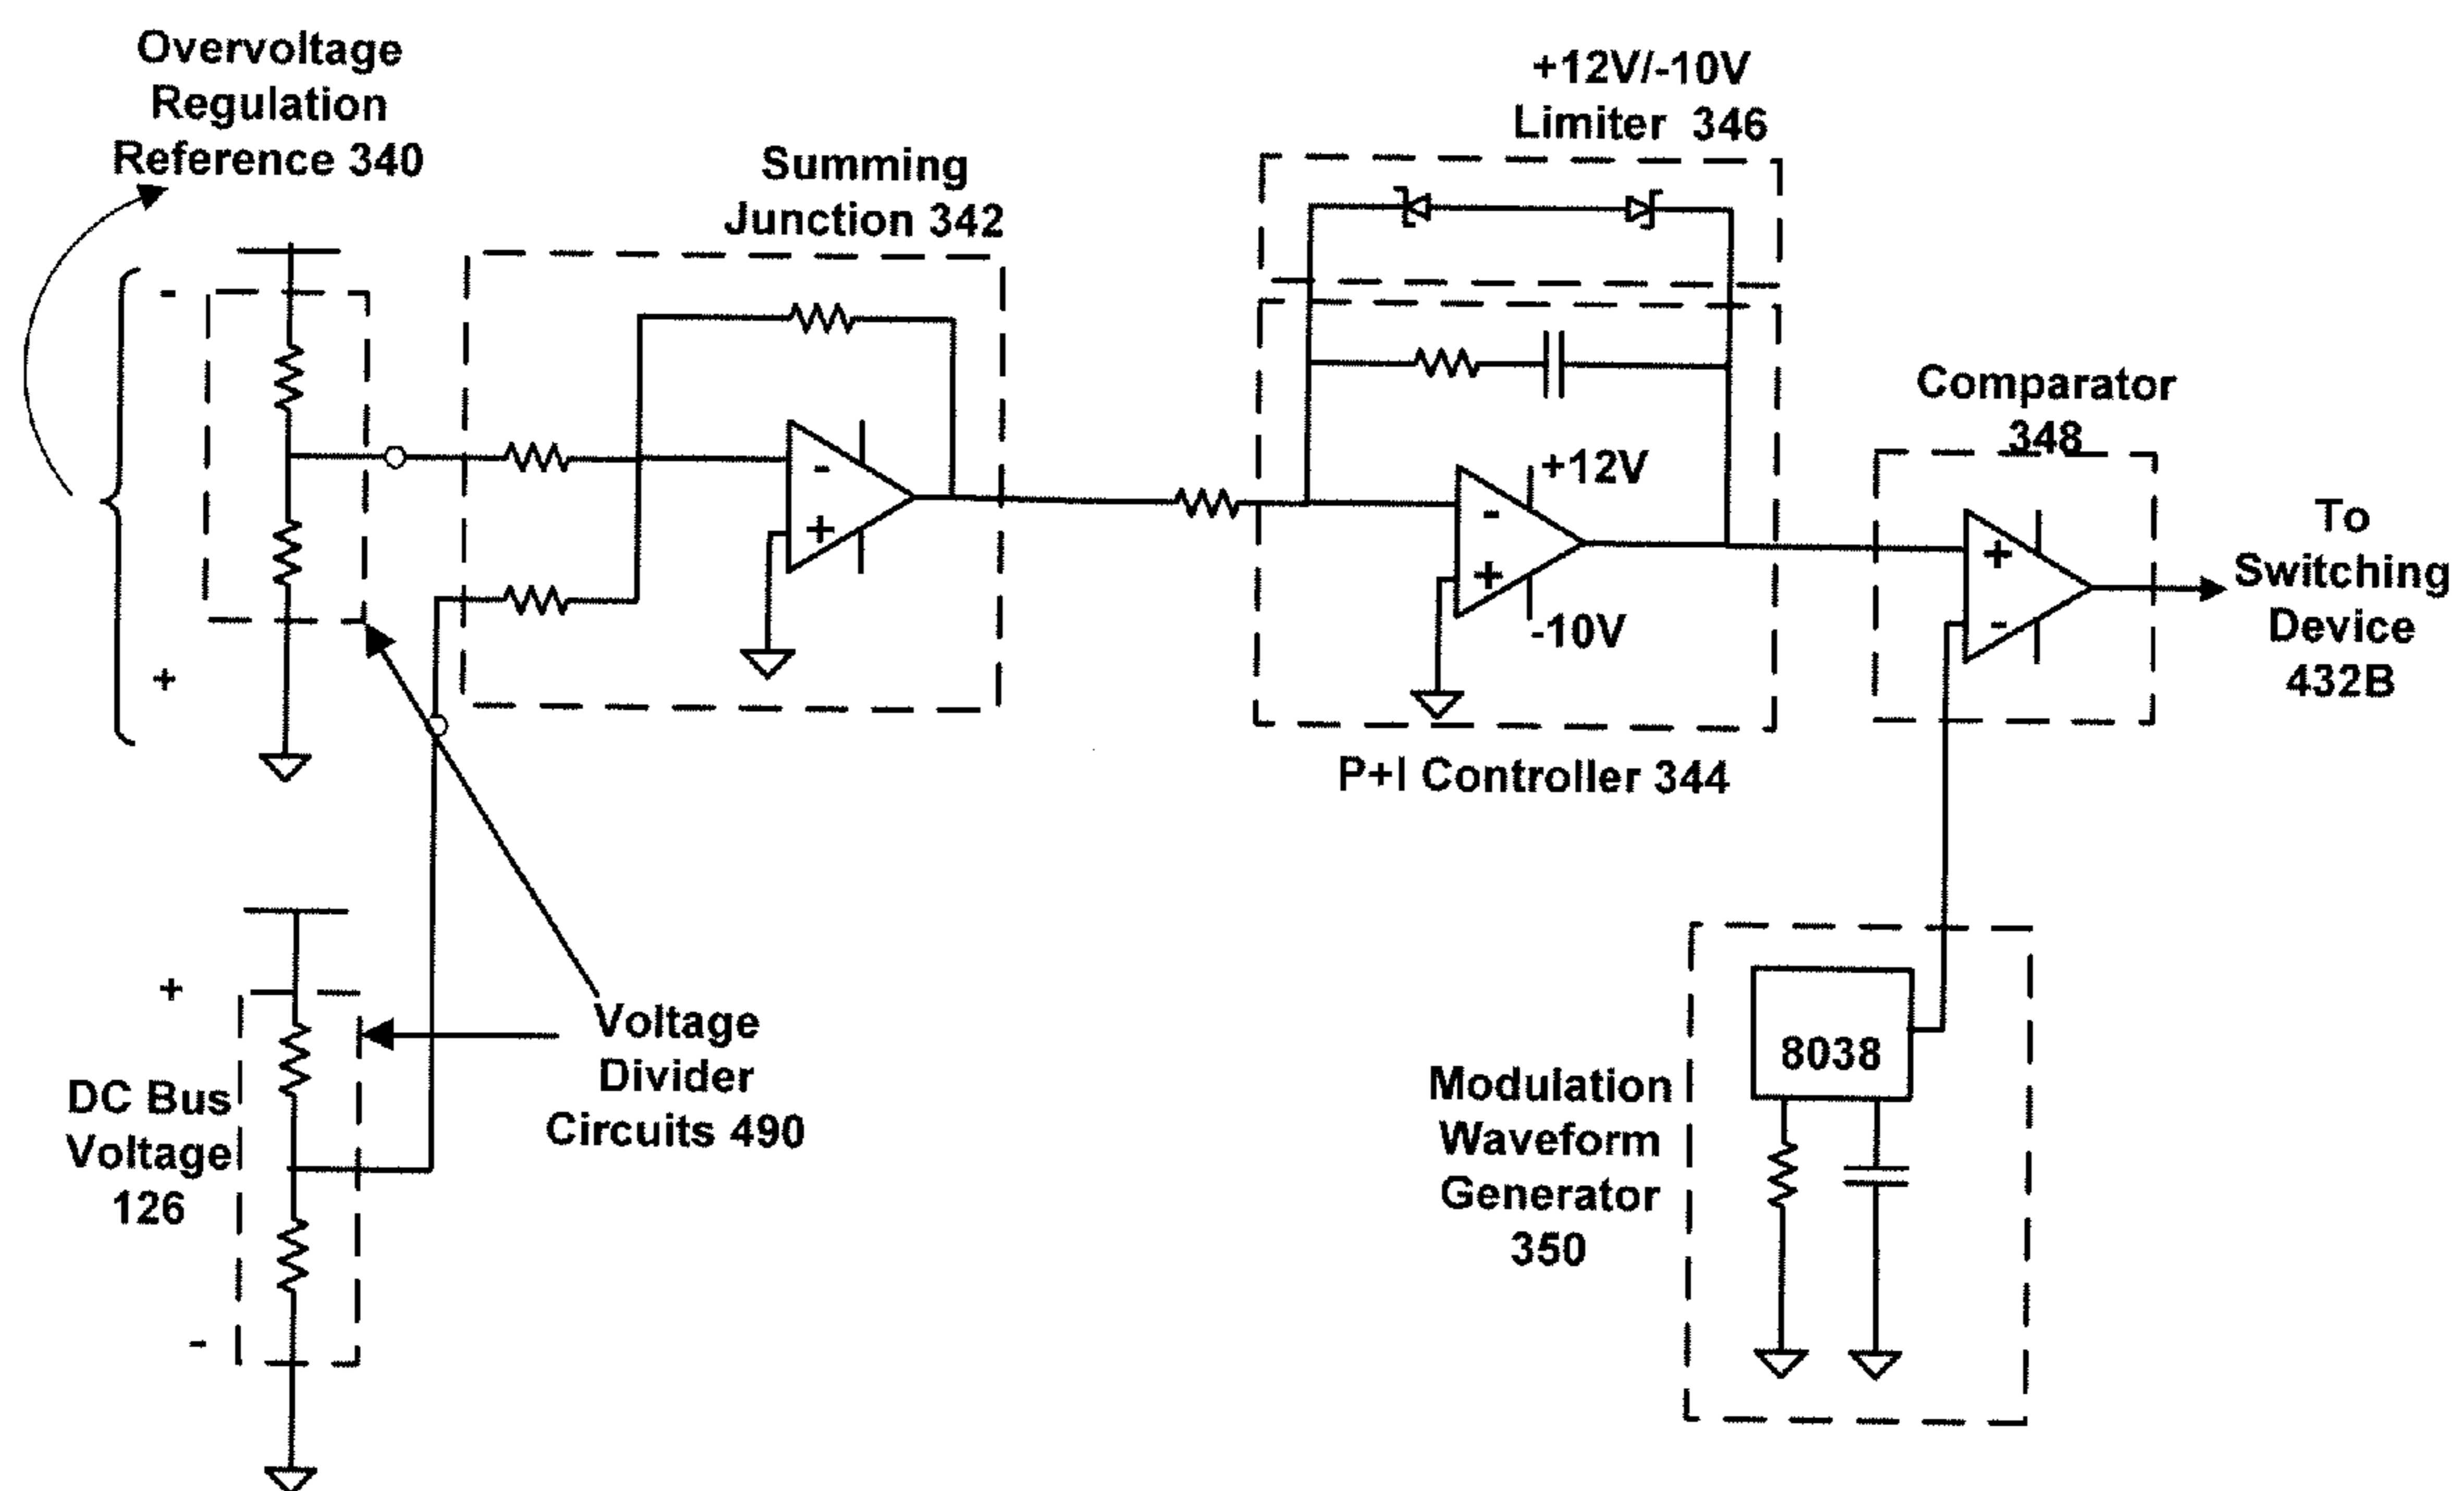 Overvoltage
Regulation
Reference 340
-
+
Summing
Junction 342
-
+
+12V/-10V
Limiter 346
+12V
-
+
-10V
P+I Controller 344
Comparator
348
+
-
To
Switching
Device
432B
+
DC Bus
Voltage
126
-
Voltage
Divider
Circuits 490
Modulation
Waveform
Generator
350
8038